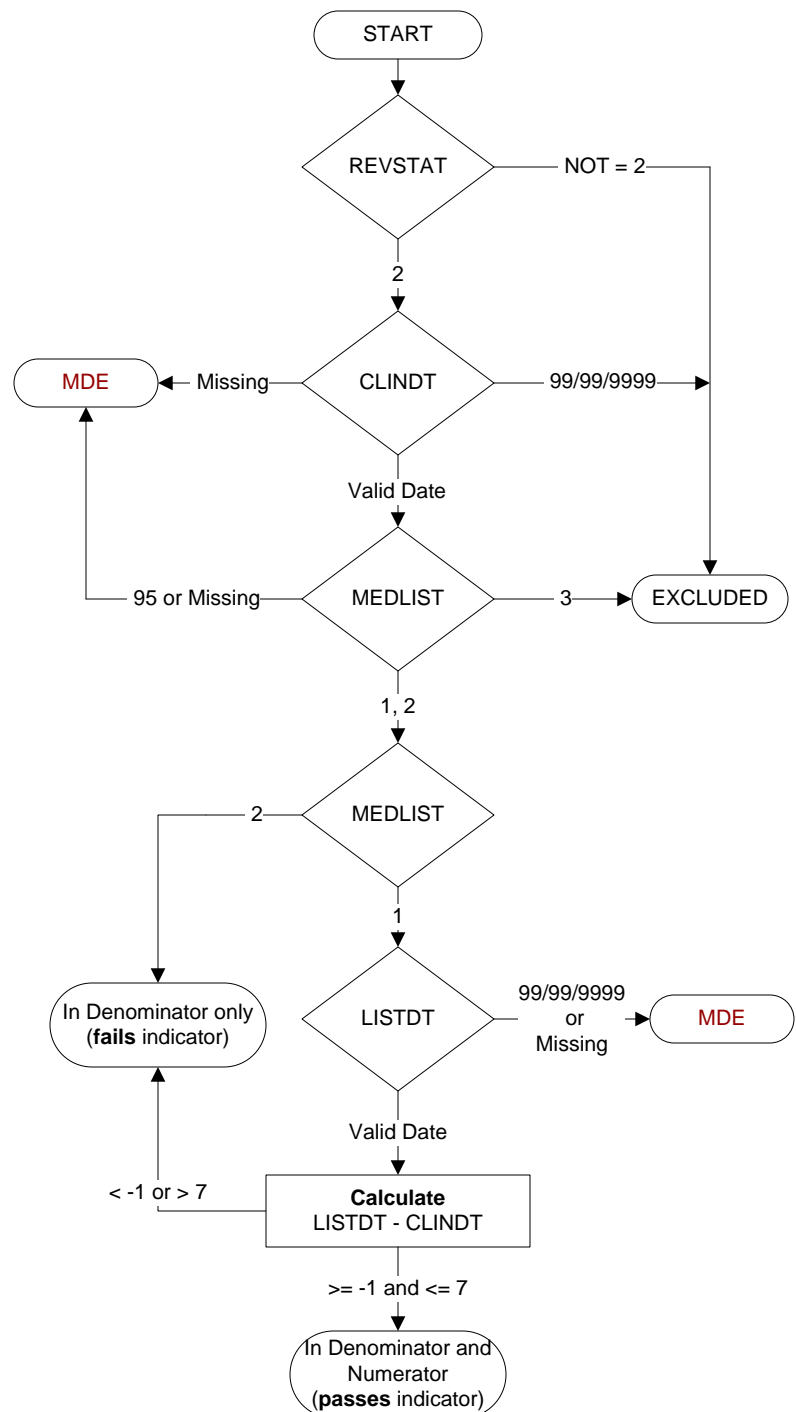 START
REVSTAT
NOT = 2
2
MDE
Missing
CLINDT
99/99/9999
Valid Date
95 or Missing
MEDLIST
3
EXCLUDED
1, 2
MEDLIST
2
1
In Denominator only
(fails indicator)
LISTDT
99/99/9999
or
Missing
MDE
Valid Date
< -1 or > 7
Calculate
LISTDT - CLINDT
>= -1 and <= 7
In Denominator and
Numerator
(passes indicator)